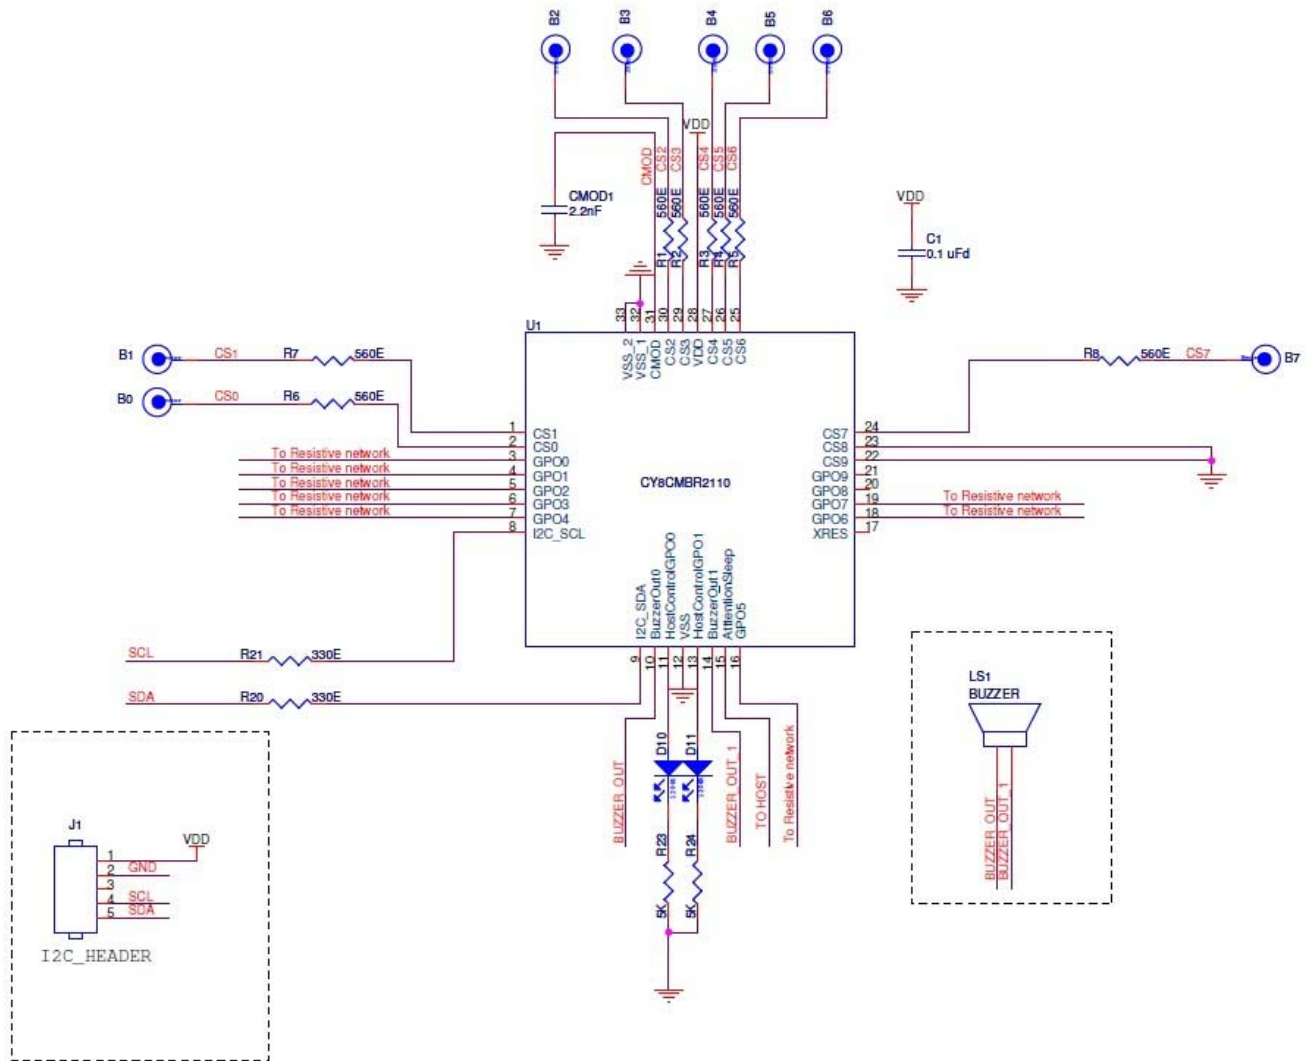 B2
B3
B4
B5
B6
VDD
CMOD
CS2
CS3
CS4
CS5
CS6
560E
560E
560E
560E
560E
R1
R2
R3
R4
CMOD1
2.2nF
VDD
C1
0.1 uFd
U1
33
32
31
30
29
28
27
26
25
VSS_2
VSS_1
CMOD
CS2
CS3
VDD
CS4
CS5
CS6
B1 CS1 R7 560E
B0 CS0 R6 560E
R8 560E CS7 B7
1 CS1
2 CS0
3 GPO0
4 GPO1
5 GPO2
6 GPO3
7 GPO4
8 I2C_SCL
To Resistive network
To Resistive network
To Resistive network
To Resistive network
To Resistive network
CY8CMBR2110
CS7 24
CS8 23
CS9 22
GPO9 21
GPO8 20
GPO7 19
GPO6 18
XRES 17
To Resistive network
To Resistive network
I2C_SDA
BuzzerOut0
HostControlGPO0
VSS
HostControlGPO1
BuzzerOut1
AttentionSleep
GPO5
9
10
11
12
13
14
15
16
SCL R21 330E
SDA R20 330E
BUZZER_OUT
D10
D11
R23
R24
5K
5K
BUZZER_OUT_1
TO HOST
To Resistive network
LS1
BUZZER
BUZZER_OUT
BUZZER_OUT_1
J1
VDD
1
2 GND
3
4 SCL
5 SDA
I2C_HEADER